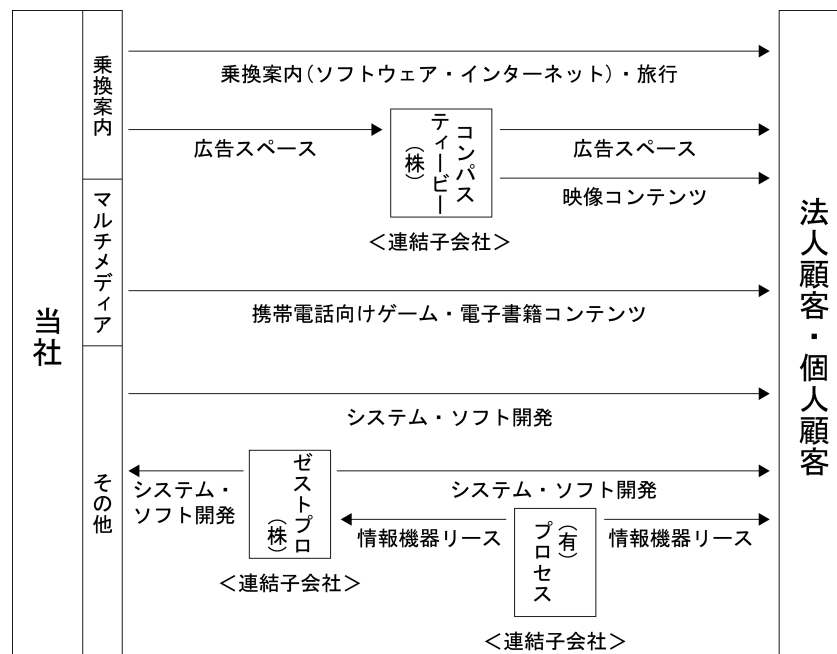 当社
乗換案内
マルチメディア
その他
乗換案内(ソフトウェア・インターネット)・旅行
広告スペース
コンパス
ティービー
(株)
<連結子会社>
広告スペース
映像コンテンツ
携帯電話向けゲーム・電子書籍コンテンツ
システム・ソフト開発
システム・
ソフト開発
ゼストプロ
(株)
<連結子会社>
システム・ソフト開発
情報機器リース
(有)
プロセス
<連結子会社>
情報機器リース
法人顧客・個人顧客